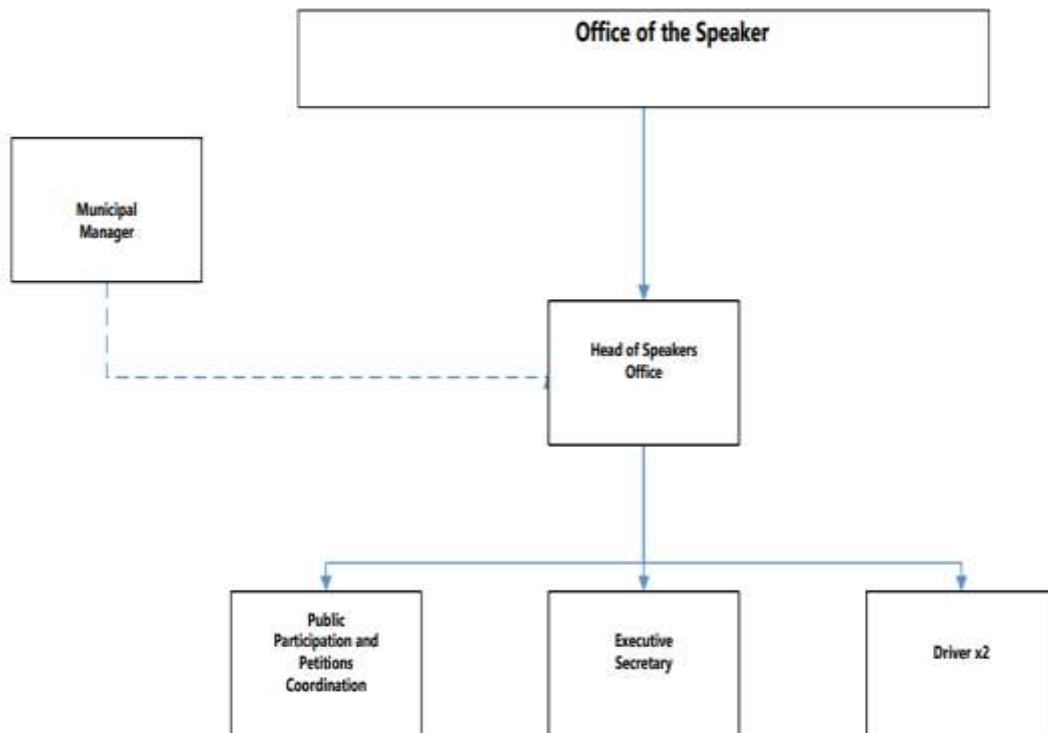 Office of the Speaker
Municipal
Manager
Head of Speakers
Office
Public
Participation and
Petitions
Coordination
Executive
Secretary
Driver x2